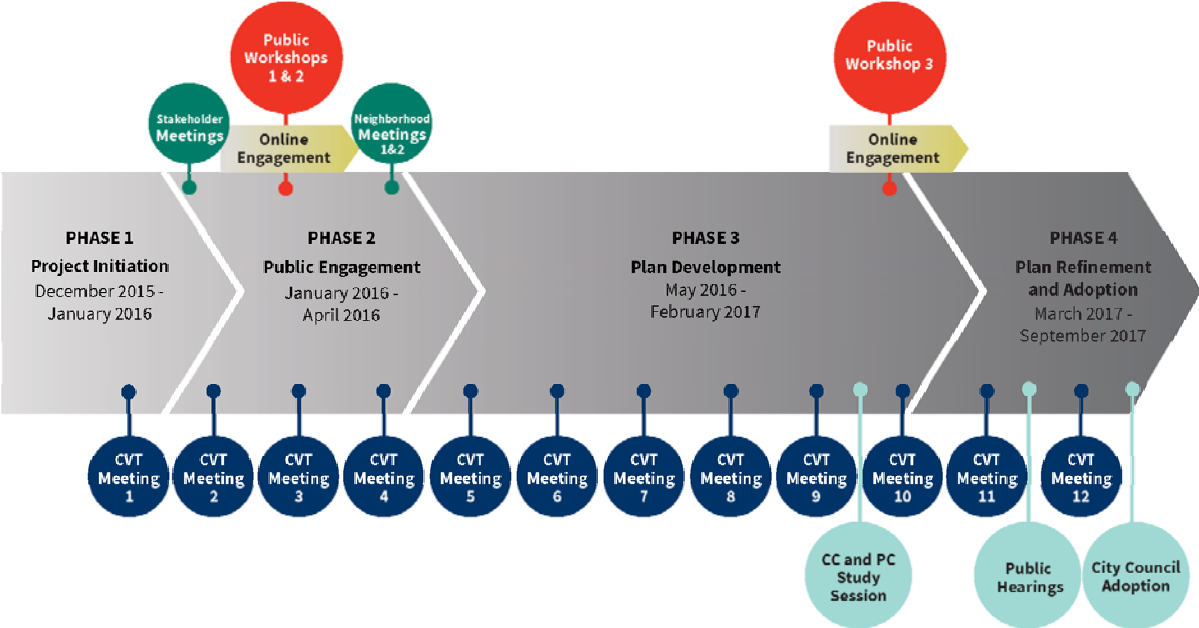 Public
Workshops
1 & 2
Public
Workshop 3
Stakeholder
Meetings
Online
Engagement
Neighborhood
Meetings
1&2
Online
Engagement
PHASE 1
Project Initiation
December 2015 -
January 2016
PHASE 2
Public Engagement
January 2016 -
April 2016
PHASE 3
Plan Development
May 2016 -
February 2017
PHASE 4
Plan Refinement
and Adoption
March 2017 -
September 2017
CVT
Meeting
1
CVT
Meeting
2
CVT
Meeting
3
CVT
Meeting
4
CVT
Meeting
5
CVT
Meeting
6
CVT
Meeting
7
CVT
Meeting
8
CVT
Meeting
9
CVT
Meeting
10
CVT
Meeting
11
CVT
Meeting
12
CC and PC
Study
Session
Public
Hearings
City Council
Adoption